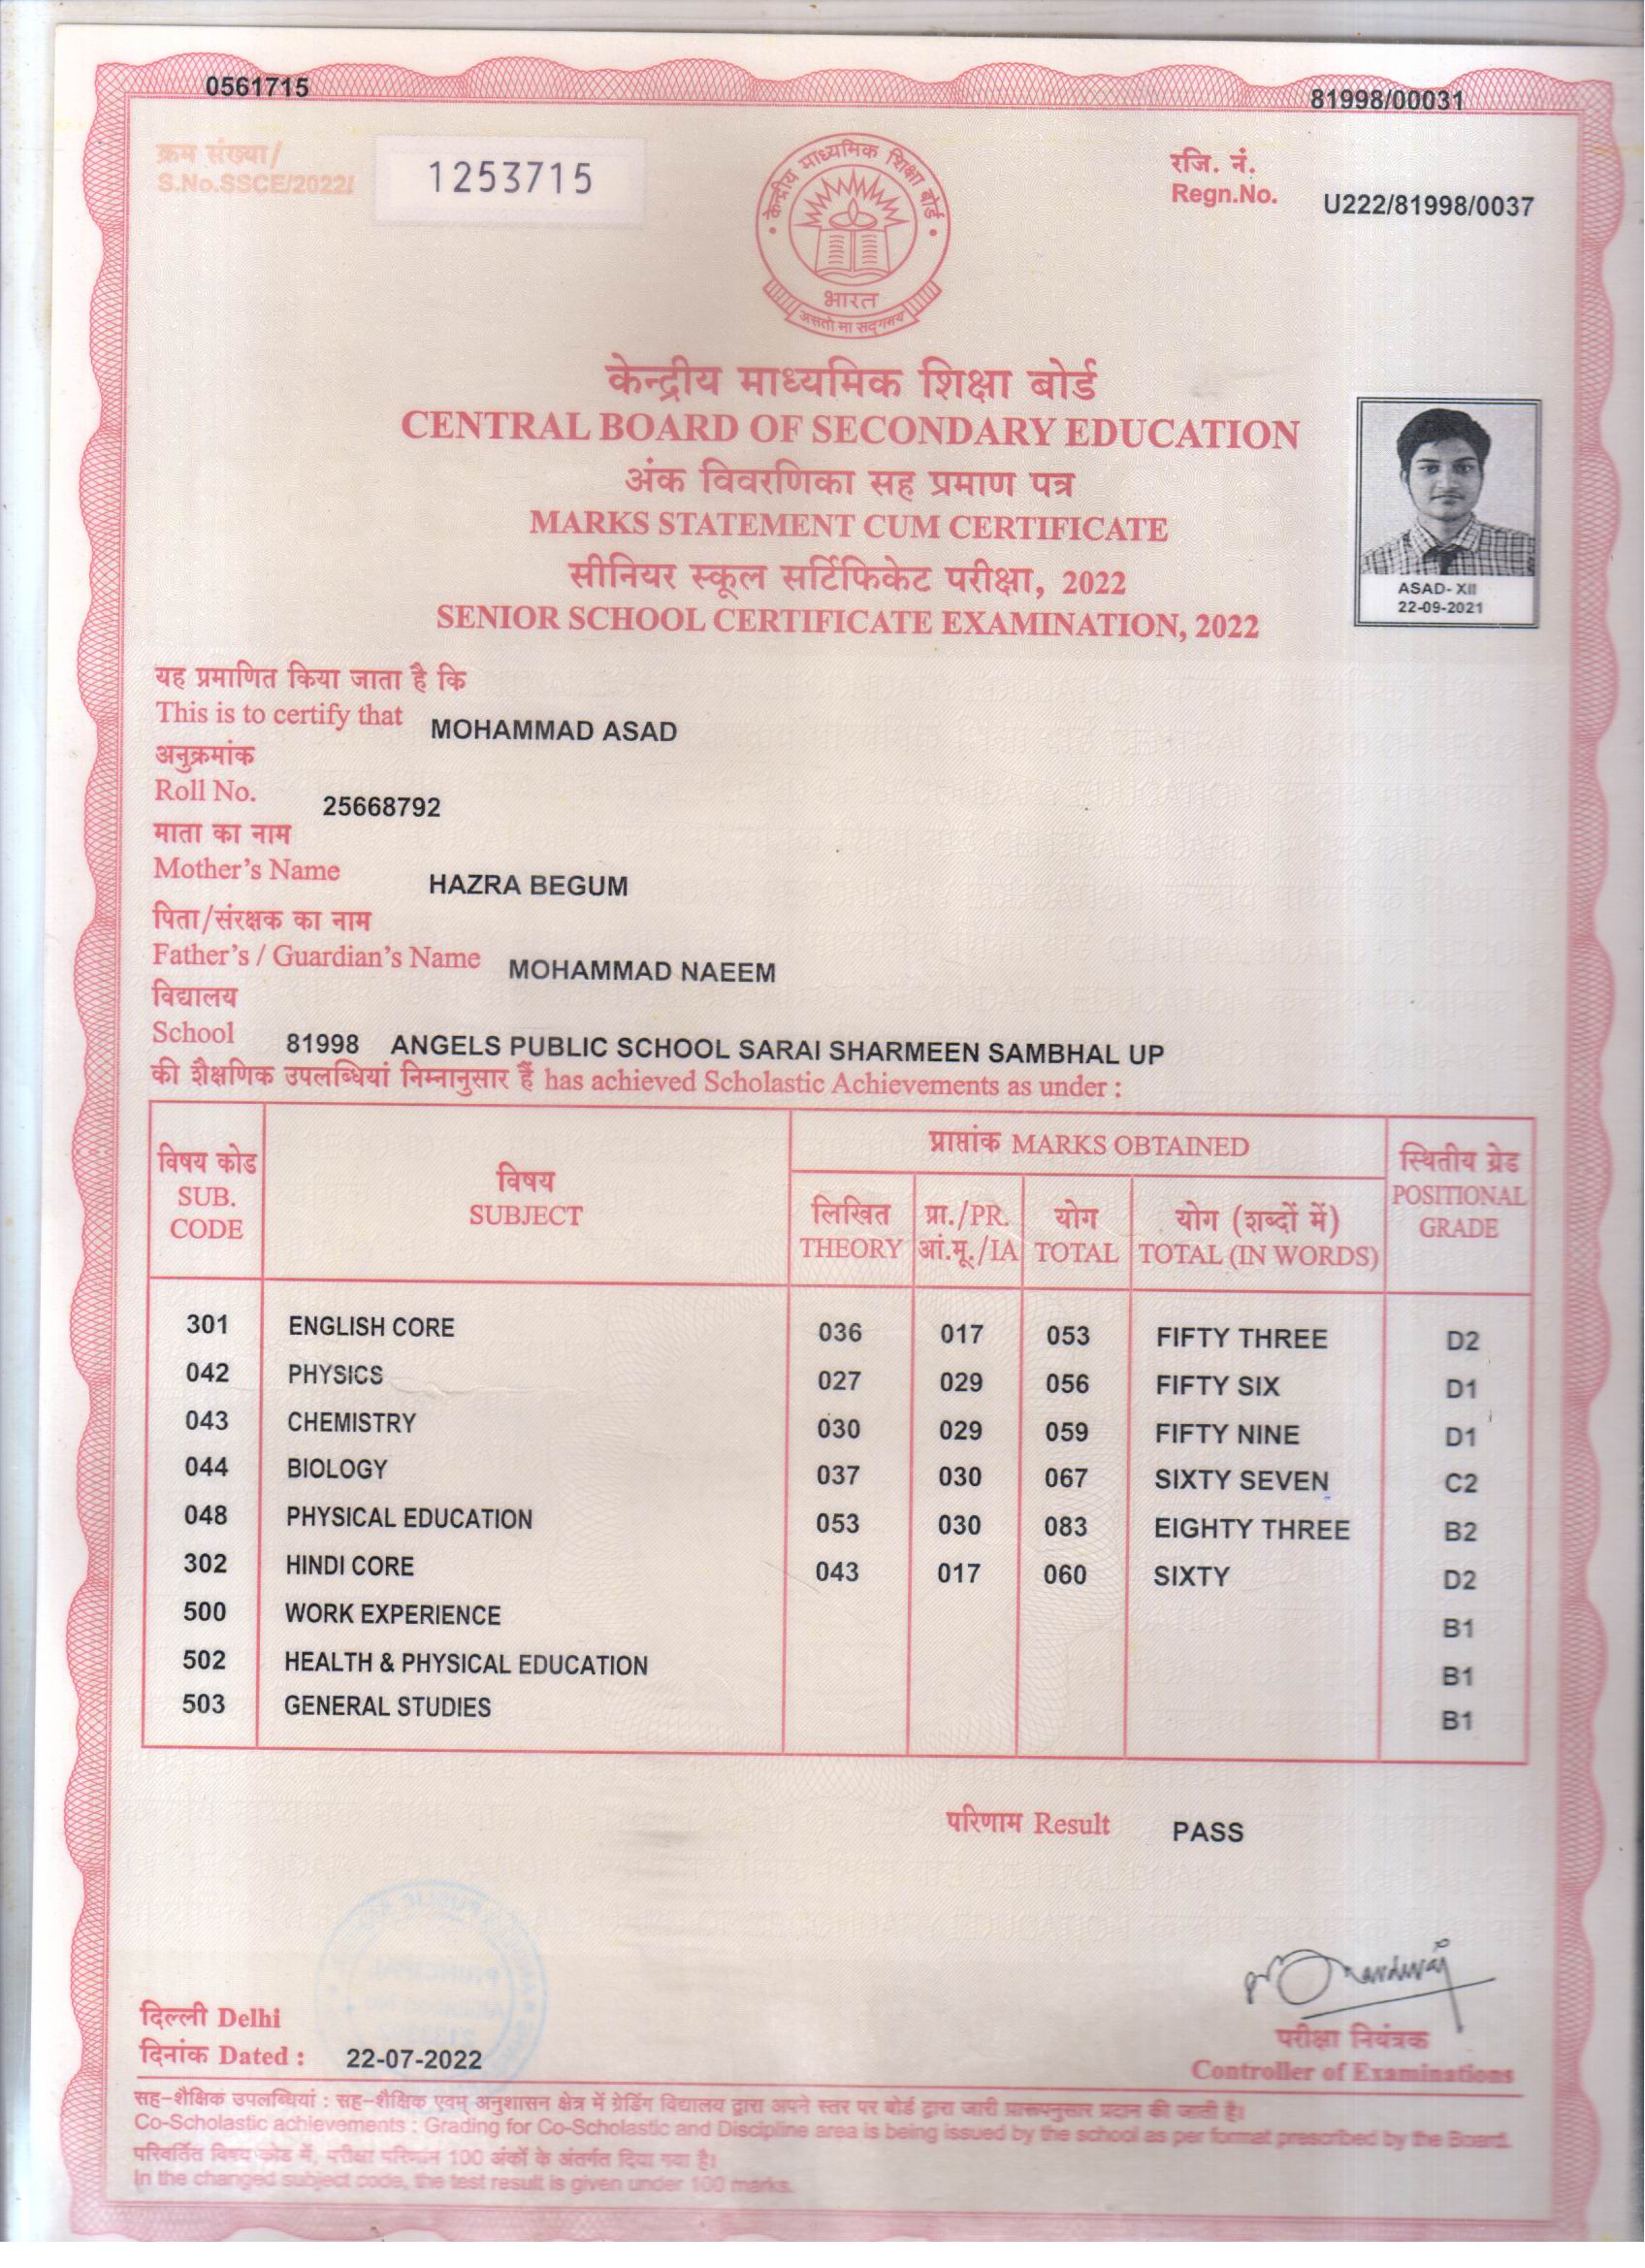 0561715
81998/00031
क्रम संख्या/
S.No.SSCE/2022/
1253715
रजि. नं.
Regn.No. U222/81998/0037
केन्द्रीय माध्यमिक शिक्षा बोर्ड
भारत
असतो मा सद्गमय
केन्द्रीय माध्यमिक शिक्षा बोर्ड
CENTRAL BOARD OF SECONDARY EDUCATION
अंक विवरणिका सह प्रमाण पत्र
MARKS STATEMENT CUM CERTIFICATE
सीनियर स्कूल सर्टिफिकेट परीक्षा, 2022
SENIOR SCHOOL CERTIFICATE EXAMINATION, 2022
ASAD- XII
22-09-2021
यह प्रमाणित किया जाता है कि
This is to certify that MOHAMMAD ASAD
अनुक्रमांक
Roll No. 25668792
माता का नाम
Mother's Name HAZRA BEGUM
पिता/संरक्षक का नाम
Father's / Guardian's Name MOHAMMAD NAEEM
विद्यालय
School 81998 ANGELS PUBLIC SCHOOL SARAI SHARMEEN SAMBHAL UP
की शैक्षणिक उपलब्धियां निम्नानुसार हैं has achieved Scholastic Achievements as under :
विषय कोड
SUB.
CODE
विषय
SUBJECT
प्राप्तांक MARKS OBTAINED
लिखित
THEORY
प्रा./PR.
आं.मू./IA
योग
TOTAL
योग (शब्दों में)
TOTAL (IN WORDS)
स्थितीय ग्रेड
POSITIONAL
GRADE
301 ENGLISH CORE 036 017 053 FIFTY THREE D2
042 PHYSICS 027 029 056 FIFTY SIX D1
043 CHEMISTRY 030 029 059 FIFTY NINE D1
044 BIOLOGY 037 030 067 SIXTY SEVEN C2
048 PHYSICAL EDUCATION 053 030 083 EIGHTY THREE B2
302 HINDI CORE 043 017 060 SIXTY D2
500 WORK EXPERIENCE B1
502 HEALTH & PHYSICAL EDUCATION B1
503 GENERAL STUDIES B1
परिणाम Result PASS
दिल्ली Delhi
दिनांक Dated : 22-07-2022
परीक्षा नियंत्रक
Controller of Examinations
सह-शैक्षिक उपलब्धियां : सह-शैक्षिक एवम् अनुशासन क्षेत्र में ग्रेडिंग विद्यालय द्वारा अपने स्तर पर बोर्ड द्वारा जारी प्रारूपनुसार प्रदान की जाती है।
Co-Scholastic achievements : Grading for Co-Scholastic and Discipline area is being issued by the school as per format prescribed by the Board.
परिवर्तित विषय कोड में, परीक्षा परिणाम 100 अंकों के अंतर्गत दिया गया है।
In the changed subject code, the test result is given under 100 marks.